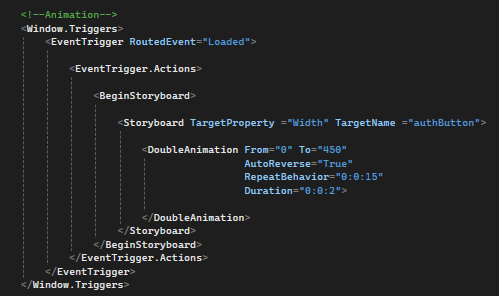 <!--Animation-->
<Window.Triggers>
<EventTrigger RoutedEvent="Loaded">
<EventTrigger.Actions>
<BeginStoryboard>
<Storyboard TargetProperty ="Width" TargetName ="authButton">
<DoubleAnimation From="0" To="450"
AutoReverse="True"
RepeatBehavior="0:0:15"
Duration="0:0:2">
</DoubleAnimation>
</Storyboard>
</BeginStoryboard>
</EventTrigger.Actions>
</EventTrigger>
</Window.Triggers>